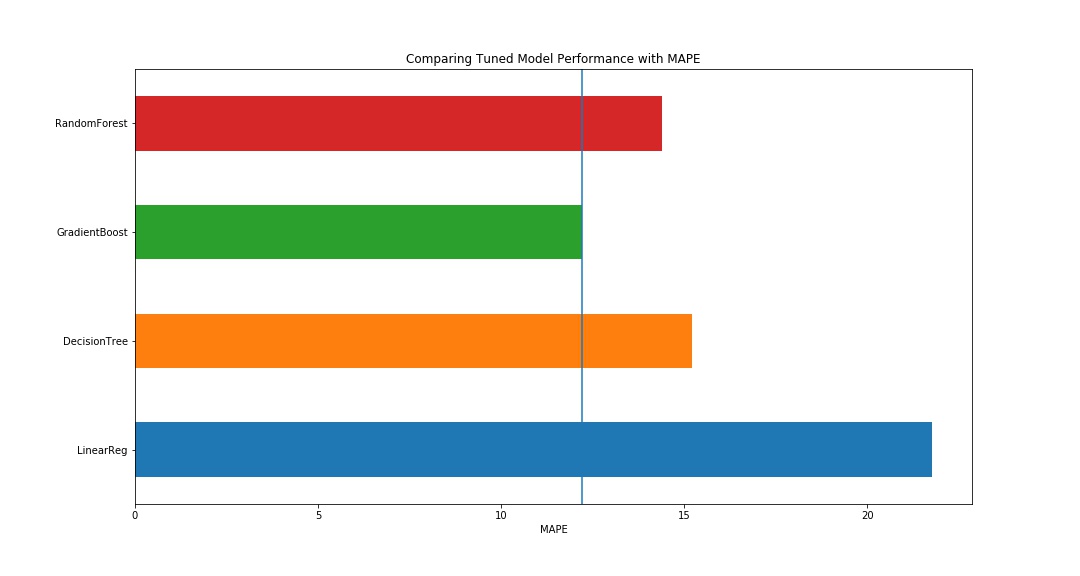 Comparing Tuned Model Performance with MAPE
RandomForest
GradientBoost
DecisionTree
LinearReg
0 5 10 15 20
MAPE